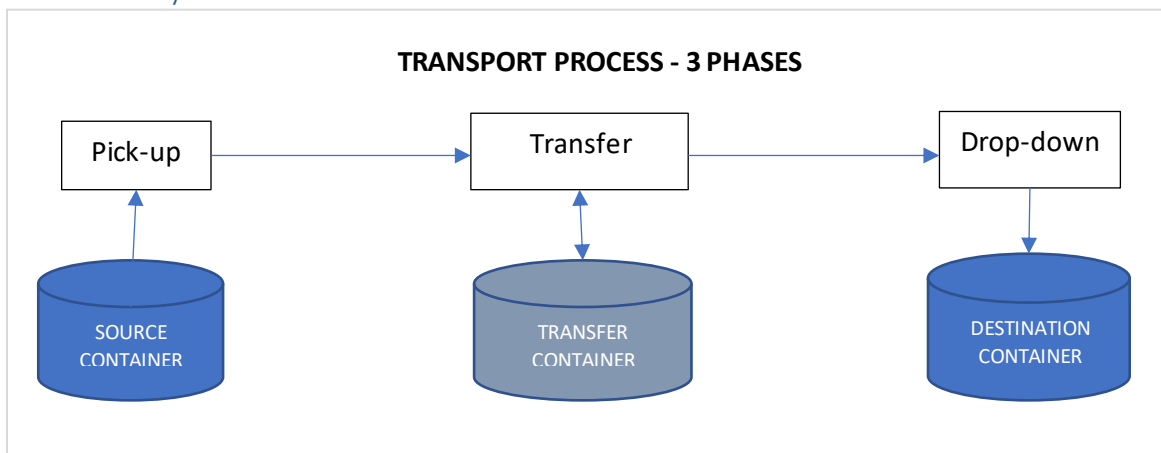 TRANSPORT PROCESS - 3 PHASES
Pick-up
Transfer
Drop-down
SOURCE
CONTAINER
TRANSFER
CONTAINER
DESTINATION
CONTAINER